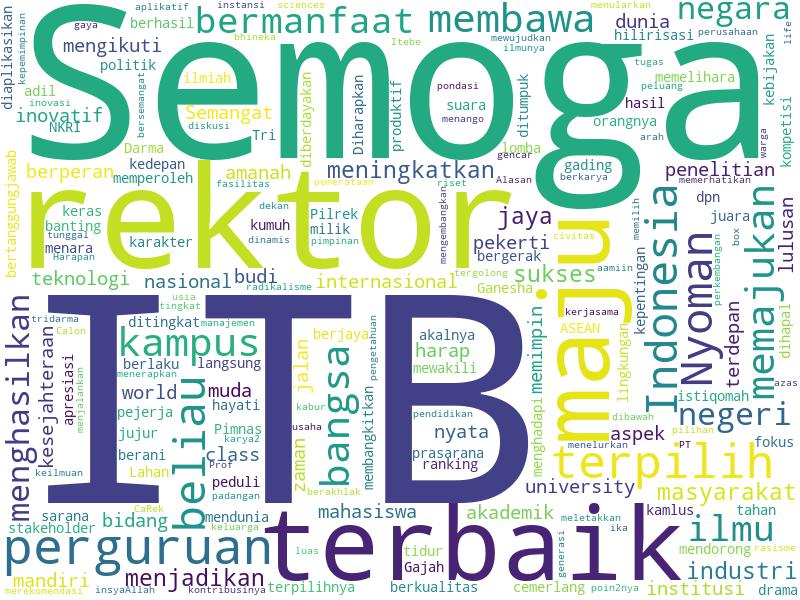 aplikatif
instansi
sciences
menularkan
negara
gaya
berhasil
bermanfaat
membawa
dunia
diaplikasikan
kepemimpinan
mengikuti
bhineka
Itebe
mewujudkan
ilmunya
hilirisasi
perusahaan
life
Semoga
politik
ilmiah
tugas
memelihara
kebijakan
adil
inovasi
bersemangat
diberdayakan
Diharapkan
produktif
pondasi
ditumpuk
peluang
inovatif
Semangat
suara
hasil
NKRI
diskusi
Tri
menango
orangnya
arah
kompetisi
Darma
lomba
gencar
warga
bertanggungjawab
berperan
kedepan
amanah
meningkatkan
Alasan
gading
berkarya
penelitian
memperoleh
fasilitas
pemerataan
riset
memerhatikan
rektor
keras
banting
dekan
Pilrek
milik
mengembangkan
jaya
memilih
dpn
juara
lulusan
tunggal
menara
karakter
kumuh
dinamis
pimpinan
pekerti
bergerak
civitas
Harapan
Indonesia
Nyoman
box
perkembangan
memajukan
teknologi
nasional
budi
radikalisme
internasional
tergolong
Ganesha
sukses
aamiin
kepentingan
menghasilkan
tridarma
Calon
ITB
usia
tingkat
ditingkat
manajemen
kampus
berjaya
akalnya
harap
mewakili
memimpin
kerjasama
ASEAN
maju
lingkungan
terdepan
dihapal
kesejahteraan
apresiasi
menjalankan
menerapkan
berlaku
langsung
jalan
bangsa
pengetahuan
membangkitkan
world
beliau
muda
hayati
pejerja
Pimnas
kabur
pendidikan
menghadapi
dibawah
istiqomah
azas
negeri
jujur
karya2
usaha
nyata
aspek
pilihan
PT
fokus
berani
class
zaman
prasarana
menelurkan
keilmuan
Lahan
Prof
ranking
terpilih
peduli
padangan
berakhlak
university
masyarakat
sarana
CaRek
mendunia
mahasiswa
akademik
meletakkan
kamlus
tahan
stakeholder
bidang
keluarga
terbaik
ika
ilmu
perguruan
luas
tidur
Gajah
generasi
mendorong
rasisme
mandiri
menjadikan
industri
merekomendasi
insyaAllah
kontribusinya
terpilihnya
berkualitas
cemerlang
poin2nya
institusi
drama